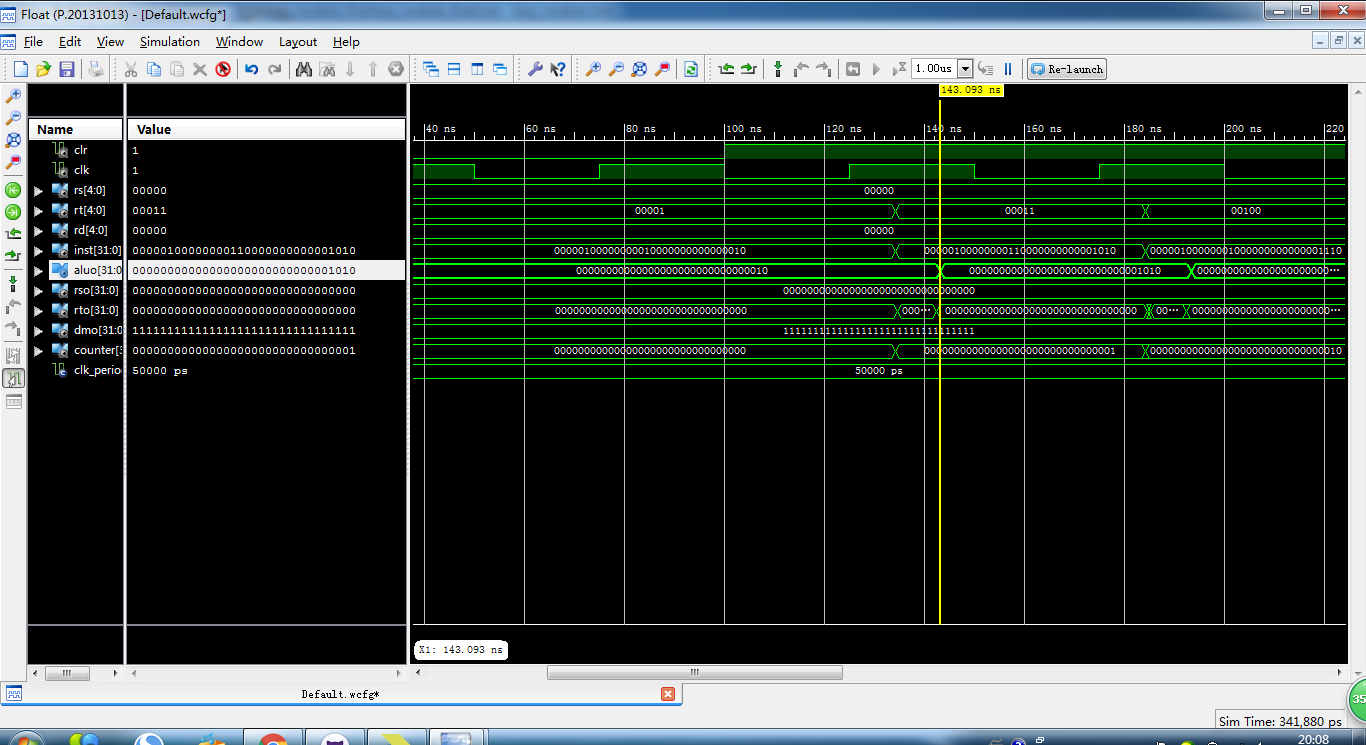 Float (P.20131013) - [Default.wcfg*]
File Edit View Simulation Window Layout Help
1.00us Re-launch
143.093 ns
Name Value
40 ns 60 ns 80 ns 100 ns 120 ns 140 ns 160 ns 180 ns 200 ns 220
clr 1
clk 1
rs[4:0] 00000 00000
rt[4:0] 00011 00001 00011 00100
rd[4:0] 00000 00000
inst[31:0] 00000100000000110000000000001010 00000100000000010000000000000010 00000100000000110000000000001010 00000100000001000000000000001110
aluo[31:0 00000000000000000000000000001010 00000000000000000000000000000010 00000000000000000000000000001010 0000000000000000000000···
rso[31:0] 00000000000000000000000000000000 00000000000000000000000000000000
rto[31:0] 00000000000000000000000000000000 00000000000000000000000000000000 000··· 00000000000000000000000000000000 00··· 00000000000000000000000···
dmo[31:0 11111111111111111111111111111111 11111111111111111111111111111111
counter[3 00000000000000000000000000000001 00000000000000000000000000000000 00000000000000000000000000000001 00000000000000000000000000000010
clk_perio 50000 ps 50000 ps
X1: 143.093 ns
Default.wcfg*
35
Sim Time: 341,880 ps
20:08